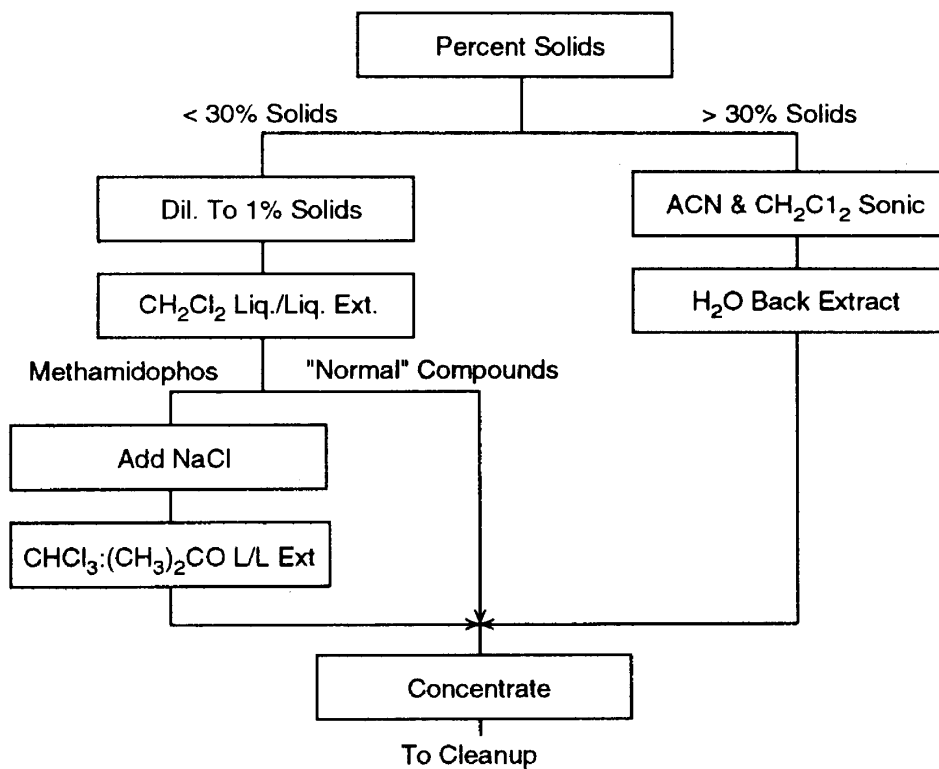 Percent Solids
< 30% Solids
> 30% Solids
Dil. To 1% Solids
ACN & CH₂C1₂ Sonic
CH₂Cl₂ Liq./Liq. Ext.
H₂O Back Extract
Methamidophos
"Normal" Compounds
Add NaCl
CHCl₃:(CH₃)₂CO L/L Ext
Concentrate
To Cleanup